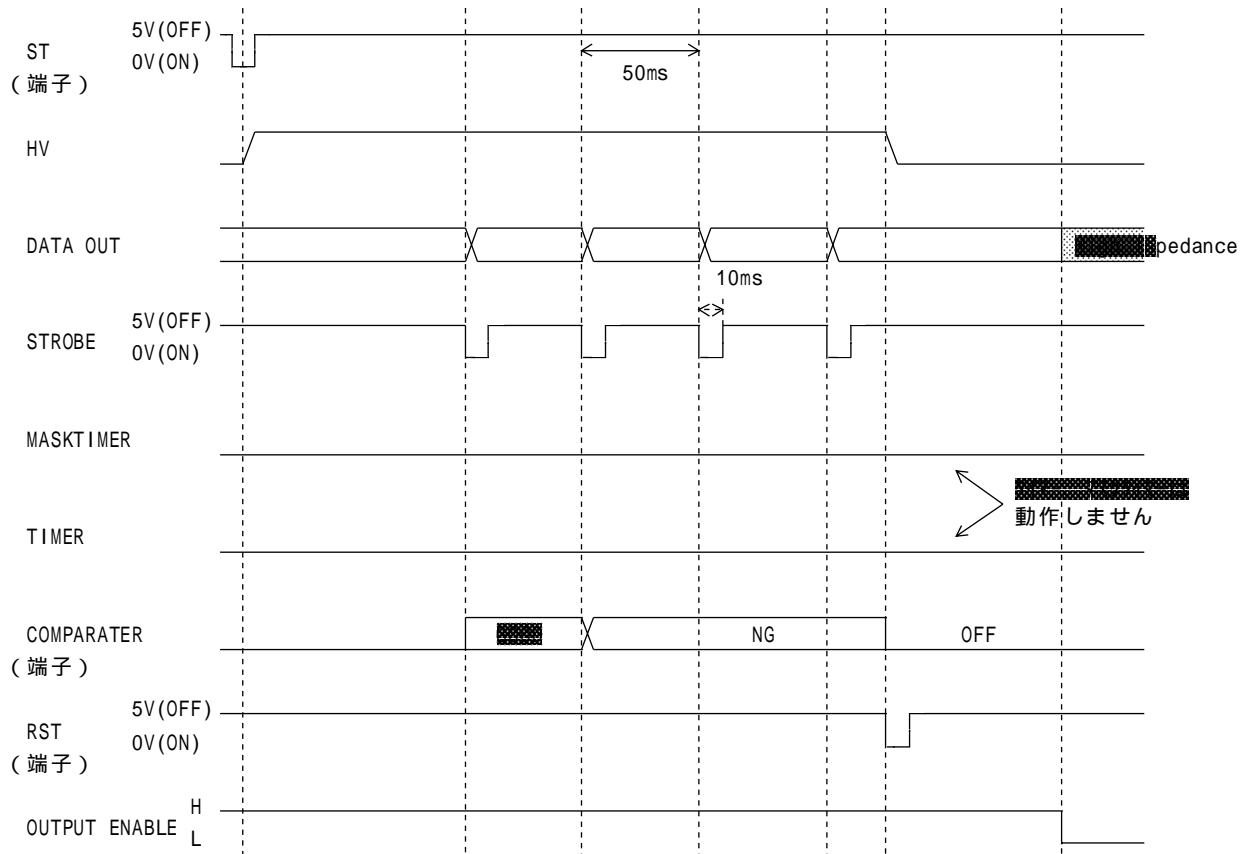 ST
(端子)
5V(OFF)
0V(ON)
50ms
HV
DATA OUT
pedance
10ms
STROBE
5V(OFF)
0V(ON)
MASKTIMER
動作しません
TIMER
COMPARATER
(端子)
NG
OFF
RST
(端子)
5V(OFF)
0V(ON)
OUTPUT ENABLE
H
L